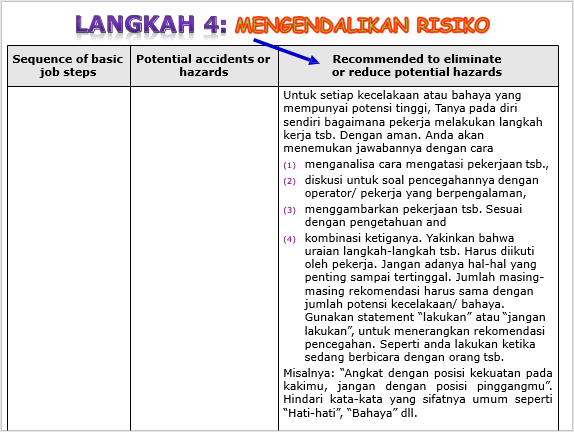 LANGKAH 4: MENGENDALIKAN RISIKO
Sequence of basic
job steps
Potential accidents or
hazards
Recommended to eliminate
or reduce potential hazards
Untuk setiap kecelakaan atau bahaya yang
mempunyai potensi tinggi, Tanya pada diri
sendiri bagaimana pekerja melakukan langkah
kerja tsb. Dengan aman. Anda akan
menemukan jawabannya dengan cara
(1) menganalisa cara mengatasi pekerjaan tsb.,
(2) diskusi untuk soal pencegahannya dengan
operator/ pekerja yang berpengalaman,
(3) menggambarkan pekerjaan tsb. Sesuai
dengan pengetahuan and
(4) kombinasi ketiganya. Yakinkan bahwa
uraian langkah-langkah tsb. Harus diikuti
oleh pekerja. Jangan adanya hal-hal yang
penting sampai tertinggal. Jumlah masing-
masing rekomendasi harus sama dengan
jumlah potensi kecelakaan/ bahaya.
Gunakan statement “lakukan” atau “jangan
lakukan”, untuk menerangkan rekomendasi
pencegahan. Seperti anda lakukan ketika
sedang berbicara dengan orang tsb.
Misalnya: “Angkat dengan posisi kekuatan pada
kakimu, jangan dengan posisi pinggangmu”.
Hindari kata-kata yang sifatnya umum seperti
“Hati-hati”, “Bahaya” dll.